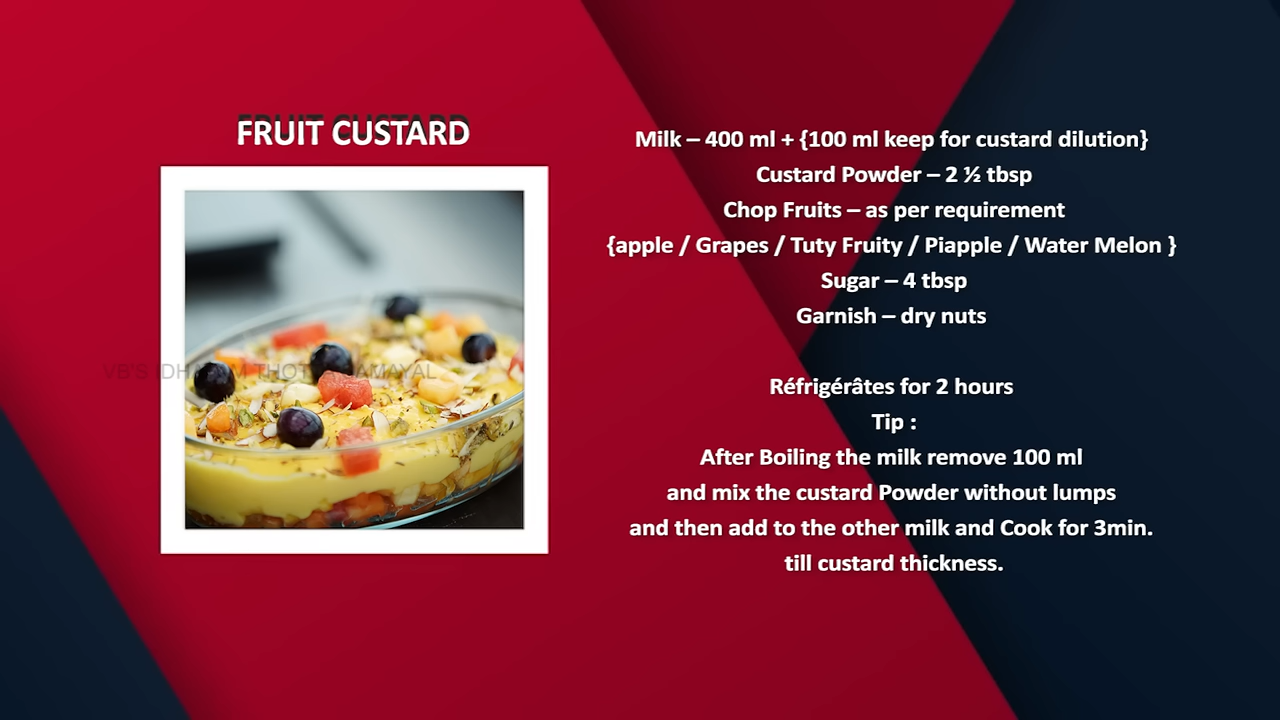 FRUIT CUSTARD
Milk – 400 ml + {100 ml keep for custard dilution}
Custard Powder – 2 ½ tbsp
Chop Fruits – as per requirement
{apple / Grapes / Tuty Fruity / Piapple / Water Melon }
Sugar – 4 tbsp
Garnish – dry nuts
Réfrigérâtes for 2 hours
Tip :
After Boiling the milk remove 100 ml
and mix the custard Powder without lumps
and then add to the other milk and Cook for 3min.
till custard thickness.
VB'S